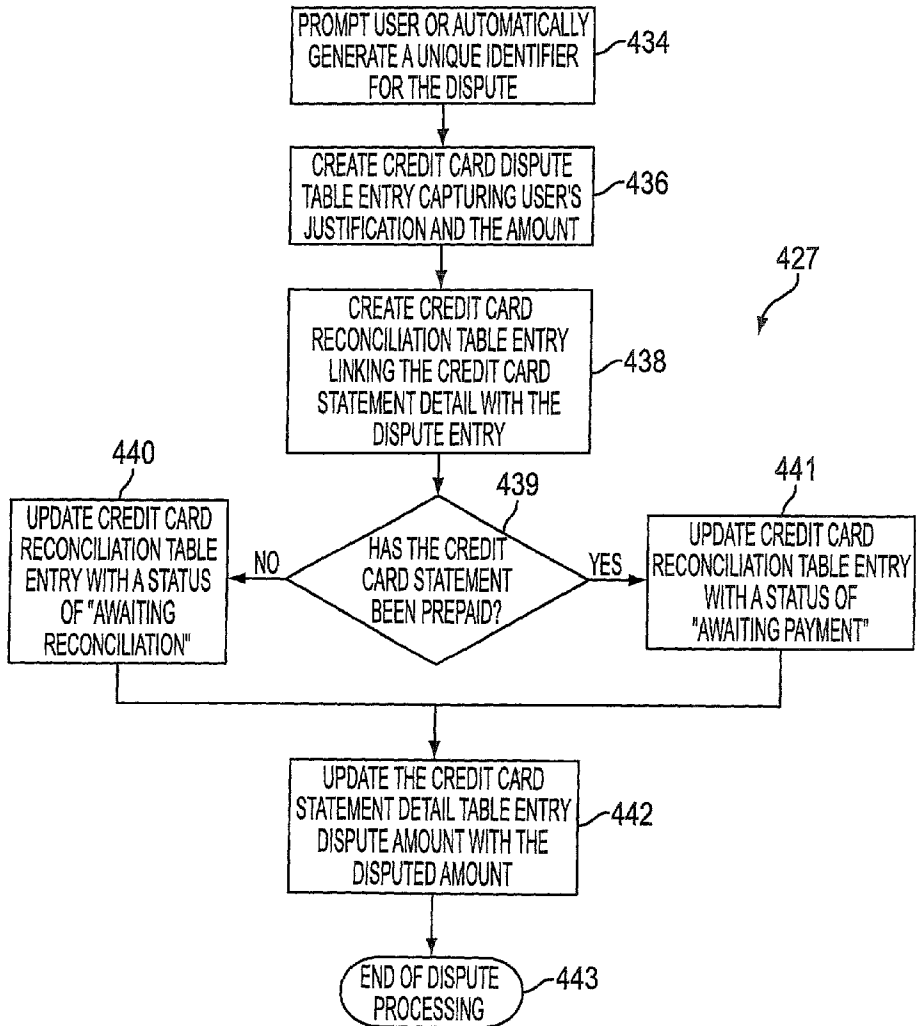 PROMPT USER OR AUTOMATICALLY
GENERATE A UNIQUE IDENTIFIER
FOR THE DISPUTE
434
CREATE CREDIT CARD DISPUTE
TABLE ENTRY CAPTURING USER'S
JUSTIFICATION AND THE AMOUNT
436
427
CREATE CREDIT CARD
RECONCILIATION TABLE ENTRY
LINKING THE CREDIT CARD
STATEMENT DETAIL WITH THE
DISPUTE ENTRY
438
439
HAS THE CREDIT
CARD STATEMENT
BEEN PREPAID?
NO
YES
440
UPDATE CREDIT CARD
RECONCILIATION TABLE
ENTRY WITH A STATUS
OF "AWAITING
RECONCILIATION"
441
UPDATE CREDIT CARD
RECONCILIATION TABLE ENTRY
WITH A STATUS OF
"AWAITING PAYMENT"
UPDATE THE CREDIT CARD
STATEMENT DETAIL TABLE ENTRY
DISPUTE AMOUNT WITH THE
DISPUTED AMOUNT
442
END OF DISPUTE
PROCESSING
443